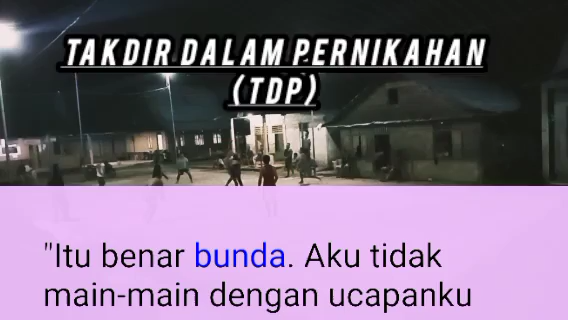 TAKDIR DALAM PERNIKAHAN
(TDP)
"Itu benar bunda. Aku tidak
main-main dengan ucapanku